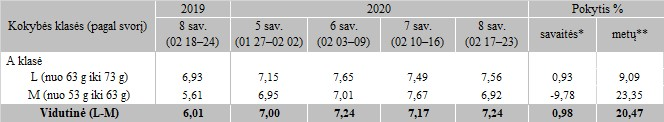 Kokybės klasės (pagal svorį) 2019 2020 Pokytis %
8 sav. (02 18–24) 5 sav. (01 27–02 02) 6 sav. (02 03–09) 7 sav. (02 10–16) 8 sav. (02 17–23) savaitės* metų**
A klasė
L (nuo 63 g iki 73 g) 6,93 7,15 7,65 7,49 7,56 0,93 9,09
M (nuo 53 g iki 63 g) 5,61 6,95 7,01 7,67 6,92 -9,78 23,35
Vidutinė (L-M) 6,01 7,00 7,24 7,17 7,24 0,98 20,47